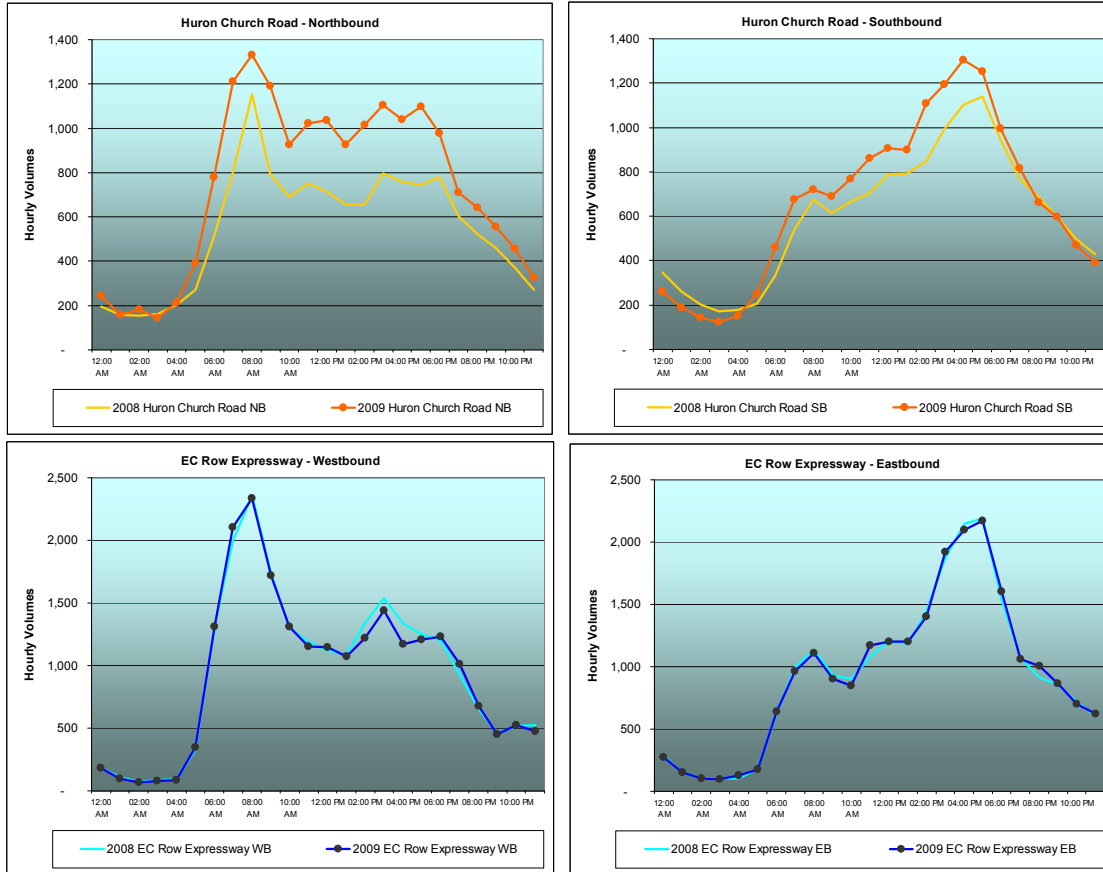 Huron Church Road - Northbound
Hourly Volumes
1,400
1,200
1,000
800
600
400
200
-
12:00 AM 02:00 AM 04:00 AM 06:00 AM 08:00 AM 10:00 AM 12:00 PM 02:00 PM 04:00 PM 06:00 PM 08:00 PM 10:00 PM
2008 Huron Church Road NB 2009 Huron Church Road NB
Huron Church Road - Southbound
Hourly Volumes
1,400
1,200
1,000
800
600
400
200
-
12:00 AM 02:00 AM 04:00 AM 06:00 AM 08:00 AM 10:00 AM 12:00 PM 02:00 PM 04:00 PM 06:00 PM 08:00 PM 10:00 PM
2008 Huron Church Road SB 2009 Huron Church Road SB
EC Row Expressway - Westbound
Hourly Volumes
2,500
2,000
1,500
1,000
500
-
12:00 AM 02:00 AM 04:00 AM 06:00 AM 08:00 AM 10:00 AM 12:00 PM 02:00 PM 04:00 PM 06:00 PM 08:00 PM 10:00 PM
2008 EC Row Expressway WB 2009 EC Row Expressway WB
EC Row Expressway - Eastbound
Hourly Volumes
2,500
2,000
1,500
1,000
500
-
12:00 AM 02:00 AM 04:00 AM 06:00 AM 08:00 AM 10:00 AM 12:00 PM 02:00 PM 04:00 PM 06:00 PM 08:00 PM 10:00 PM
2008 EC Row Expressway EB 2009 EC Row Expressway EB